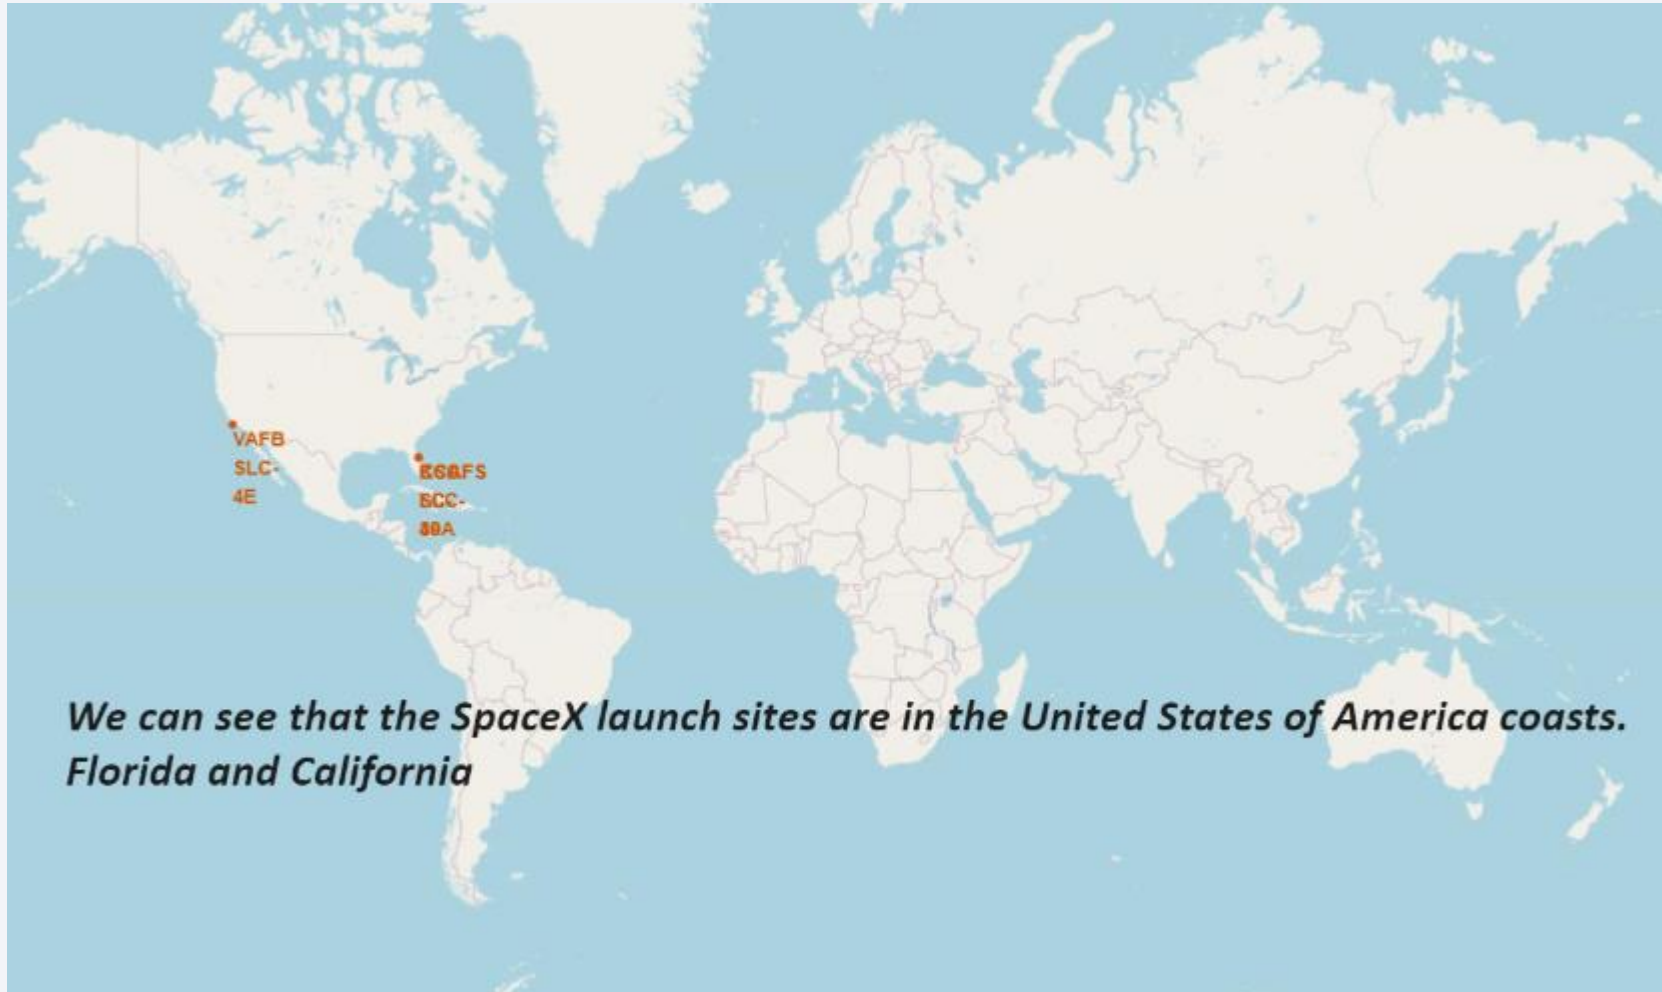 VAFB
SLC-
4E
We can see that the SpaceX launch sites are in the United States of America coasts.
Florida and California